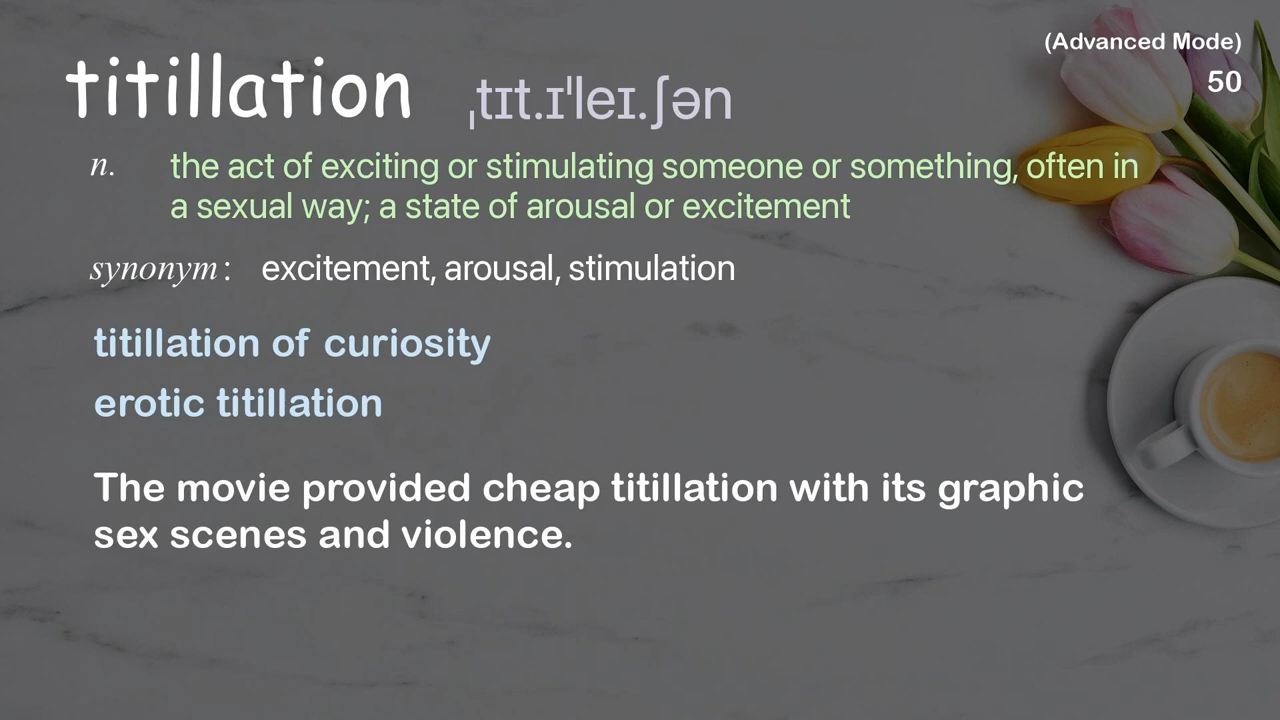 (Advanced Mode)
50
titillation ˌtɪt.ɪˈleɪ.ʃən
n. the act of exciting or stimulating someone or something, often in
a sexual way; a state of arousal or excitement
synonym: excitement, arousal, stimulation
titillation of curiosity
erotic titillation
The movie provided cheap titillation with its graphic
sex scenes and violence.